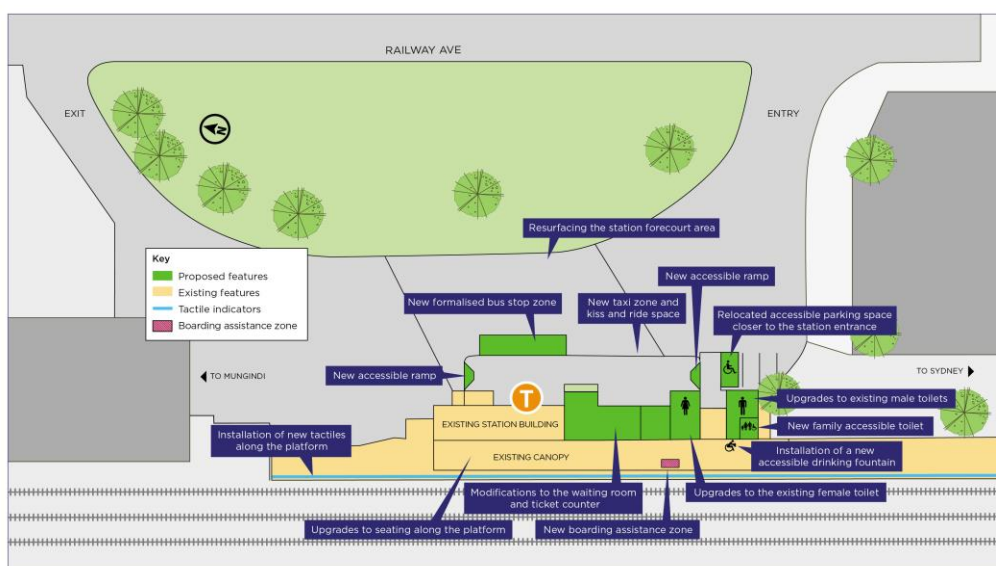 RAILWAY AVE
EXIT
N
ENTRY
Resurfacing the station forecourt area
Key
Proposed features
Existing features
Tactile indicators
Boarding assistance zone
New accessible ramp
New formalised bus stop zone
New taxi zone and
kiss and ride space
Relocated accessible parking space
closer to the station entrance
TO MUNGINDI
New accessible ramp
TO SYDNEY
T
Upgrades to existing male toilets
EXISTING STATION BUILDING
New family accessible toilet
Installation of new tactiles
along the platform
EXISTING CANOPY
Installation of a new
accessible drinking fountain
Modifications to the waiting room
and ticket counter
Upgrades to the existing female toilet
Upgrades to seating along the platform
New boarding assistance zone